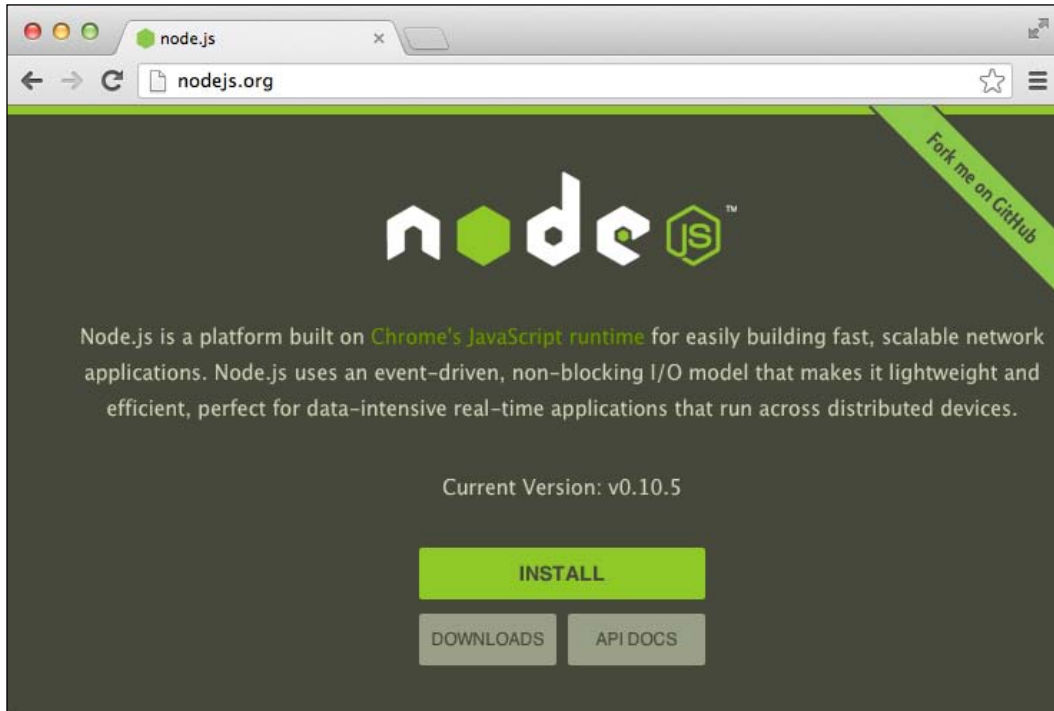 node.js
nodejs.org
Fork me on GitHub
node JS ™
Node.js is a platform built on Chrome's JavaScript runtime for easily building fast, scalable network
applications. Node.js uses an event-driven, non-blocking I/O model that makes it lightweight and
efficient, perfect for data-intensive real-time applications that run across distributed devices.
Current Version: v0.10.5
INSTALL
DOWNLOADS API DOCS